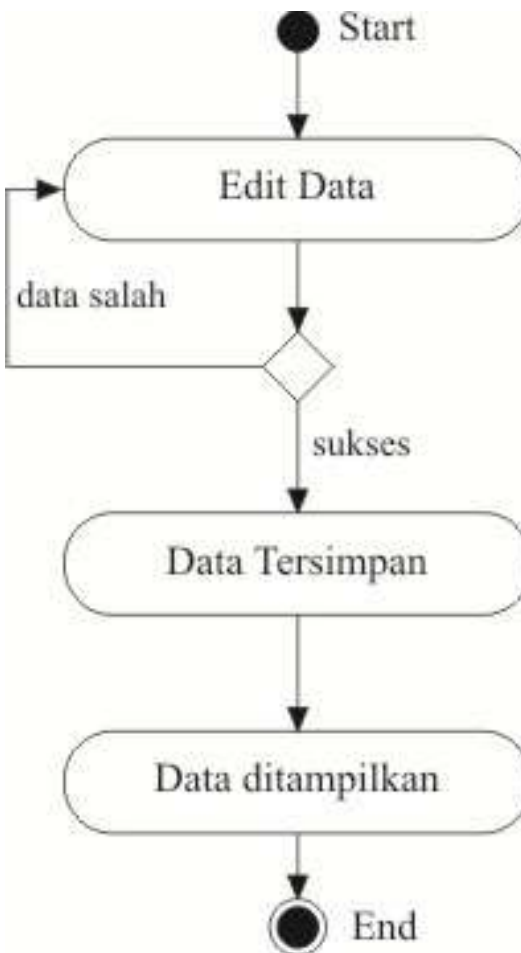 Start
Edit Data
data salah
sukses
Data Tersimpan
Data ditampilkan
End